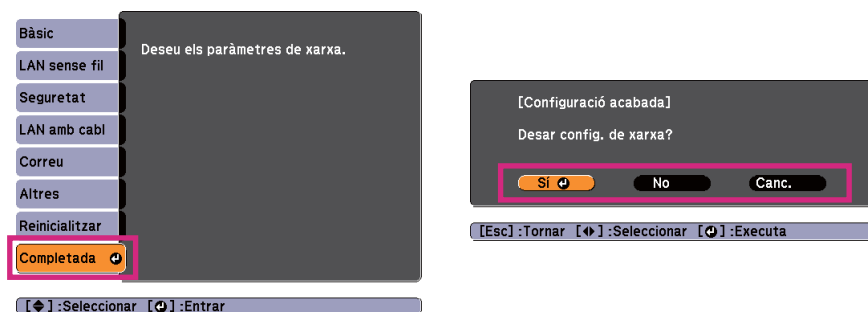 Bàsic
LAN sense fil
Seguretat
LAN amb cabl
Correu
Altres
Reinicialitzar
Completada
Deseu els paràmetres de xarxa.
[ ]:Seleccionar [ ]:Entrar
[Configuració acabada]
Desar config. de xarxa?
Sí No Canc.
[Esc]:Tornar [ ]:Seleccionar [ ]:Executa